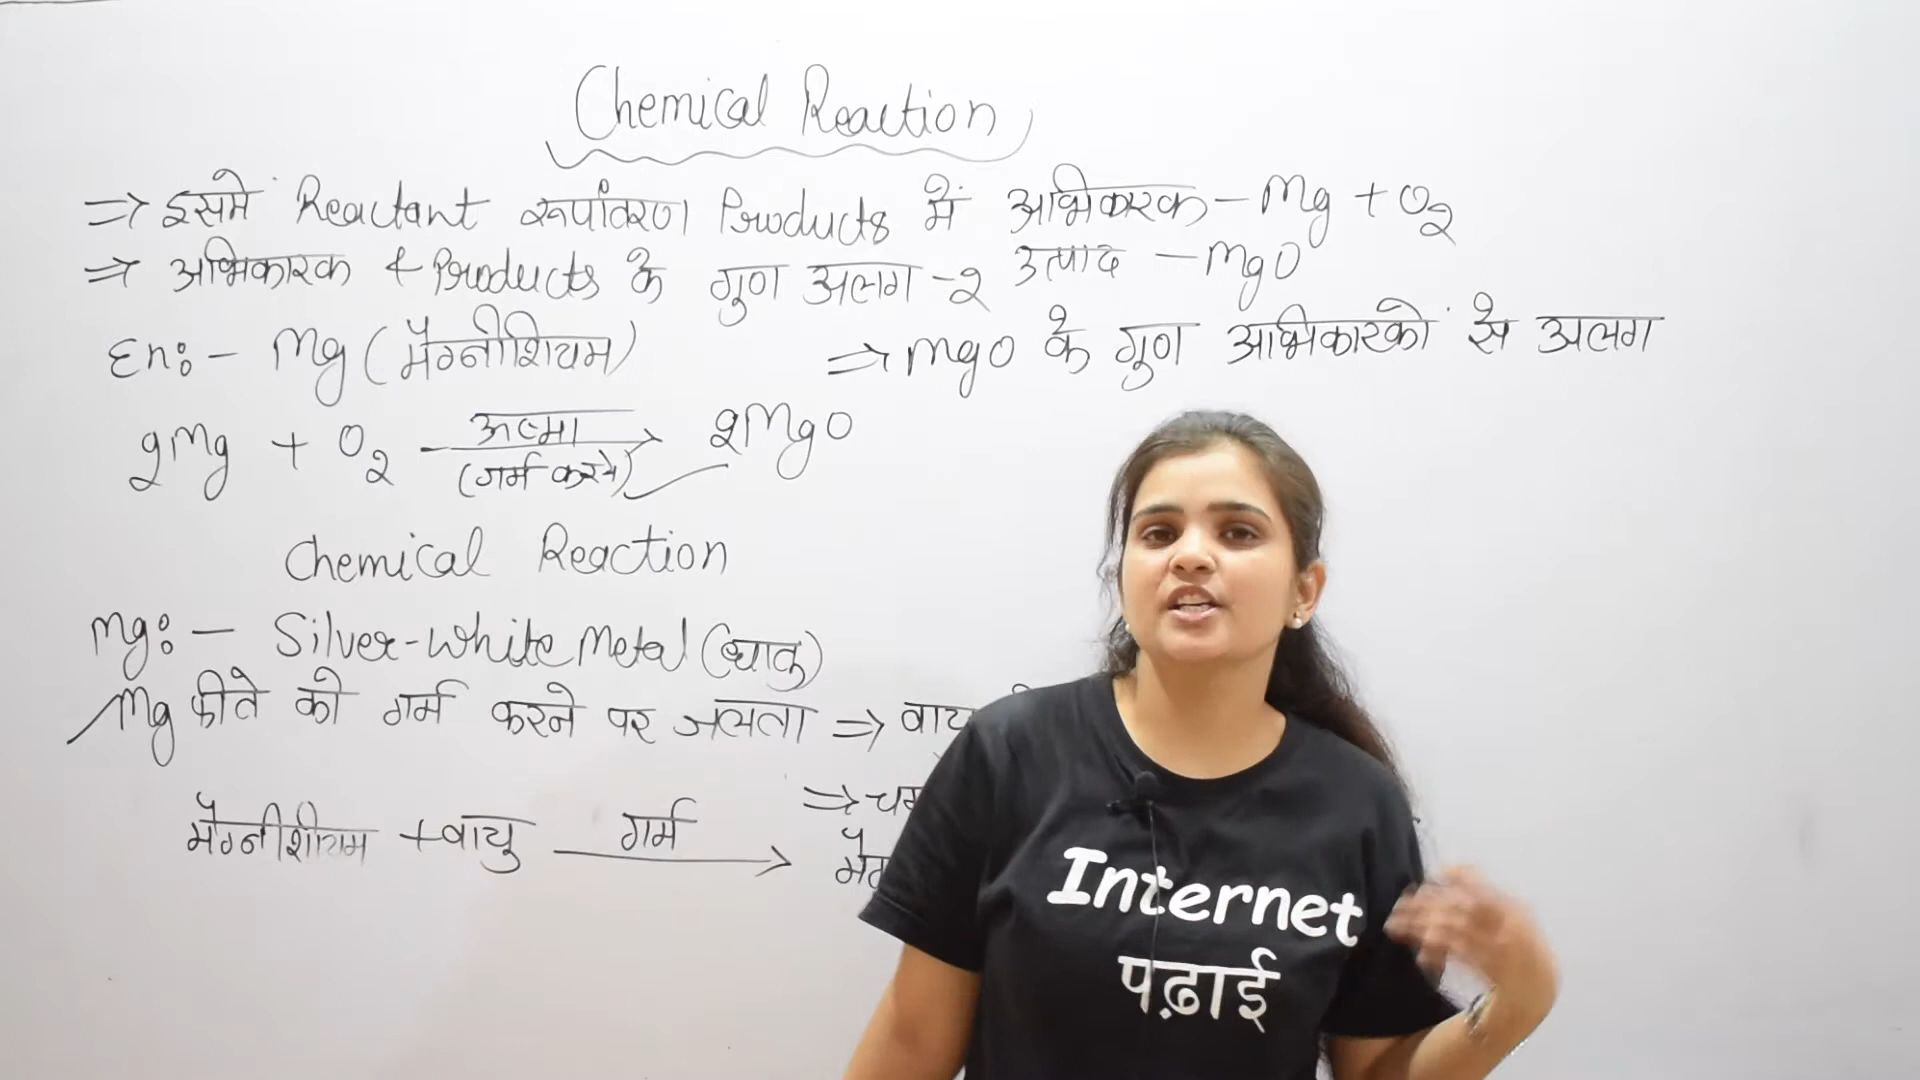 Chemical Reaction
⇒ इसमें Reactant रूपांतरण Products में
अभिकारक - Mg + O₂
⇒ अभिकारक & Products के गुण अलग -2
उत्पाद - MgO
En:- Mg (मैग्नीशियम)
⇒ MgO के गुण अभिकारकों से अलग
2Mg + O₂ ऊष्मा (गर्म करने) → 2MgO
Chemical Reaction
Mg:- Silver-White Metal (धातु)
Mg फीते को गर्म करने पर जलता ⇒ वायु
⇒
मैग्नीशीयम + वायु गर्म →
Internet
पढ़ाई